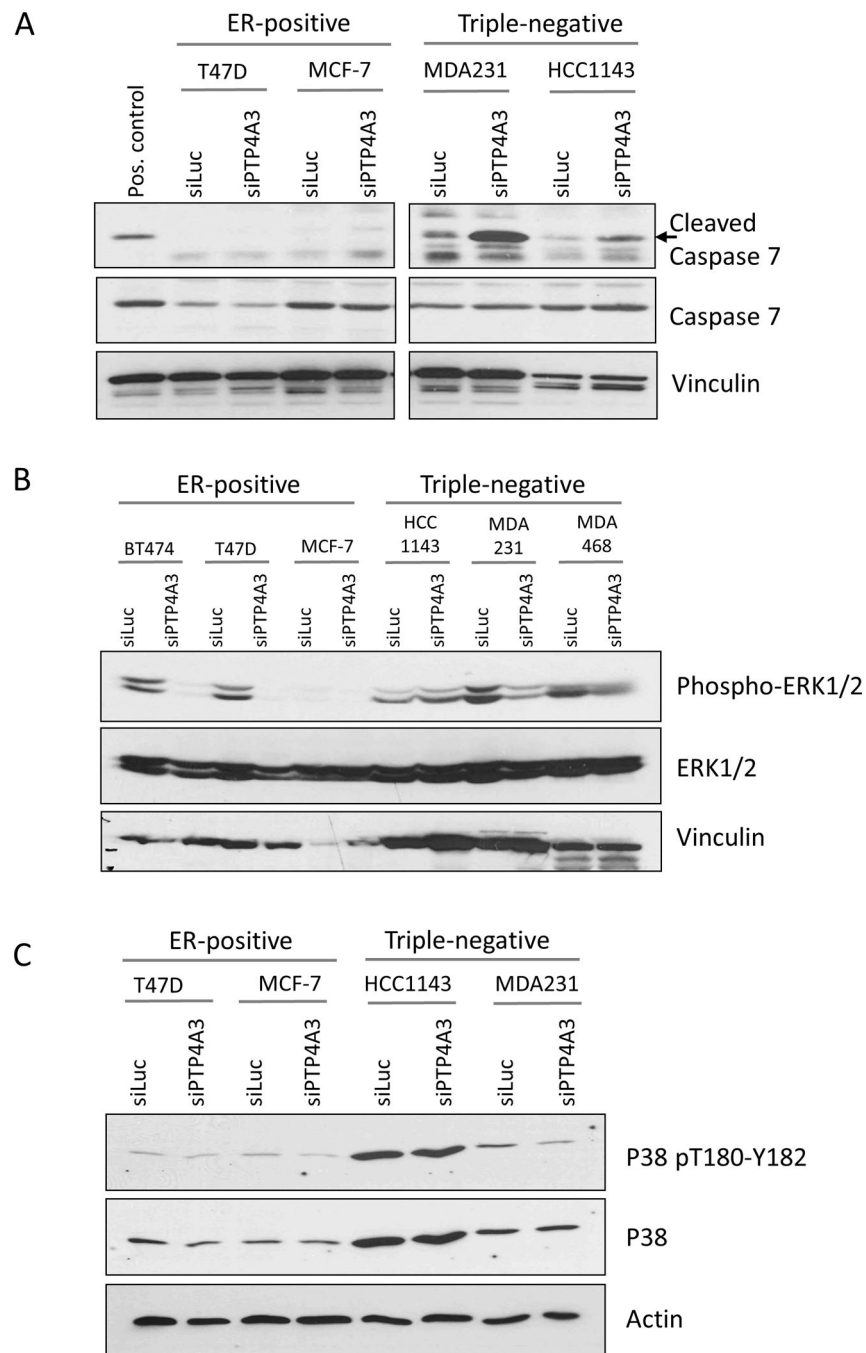 A
ER-positive Triple-negative
T47D MCF-7 MDA231 HCC1143
Pos. control siLuc siPTP4A3 siLuc siPTP4A3 siLuc siPTP4A3 siLuc siPTP4A3
Cleaved
Caspase 7
Caspase 7
Vinculin
B
ER-positive Triple-negative
BT474 T47D MCF-7 HCC 1143 MDA 231 MDA 468
siLuc siPTP4A3 siLuc siPTP4A3 siLuc siPTP4A3 siLuc siPTP4A3 siLuc siPTP4A3 siLuc siPTP4A3
Phospho-ERK1/2
ERK1/2
Vinculin
C
ER-positive Triple-negative
T47D MCF-7 HCC1143 MDA231
siLuc siPTP4A3 siLuc siPTP4A3 siLuc siPTP4A3 siLuc siPTP4A3
P38 pT180-Y182
P38
Actin